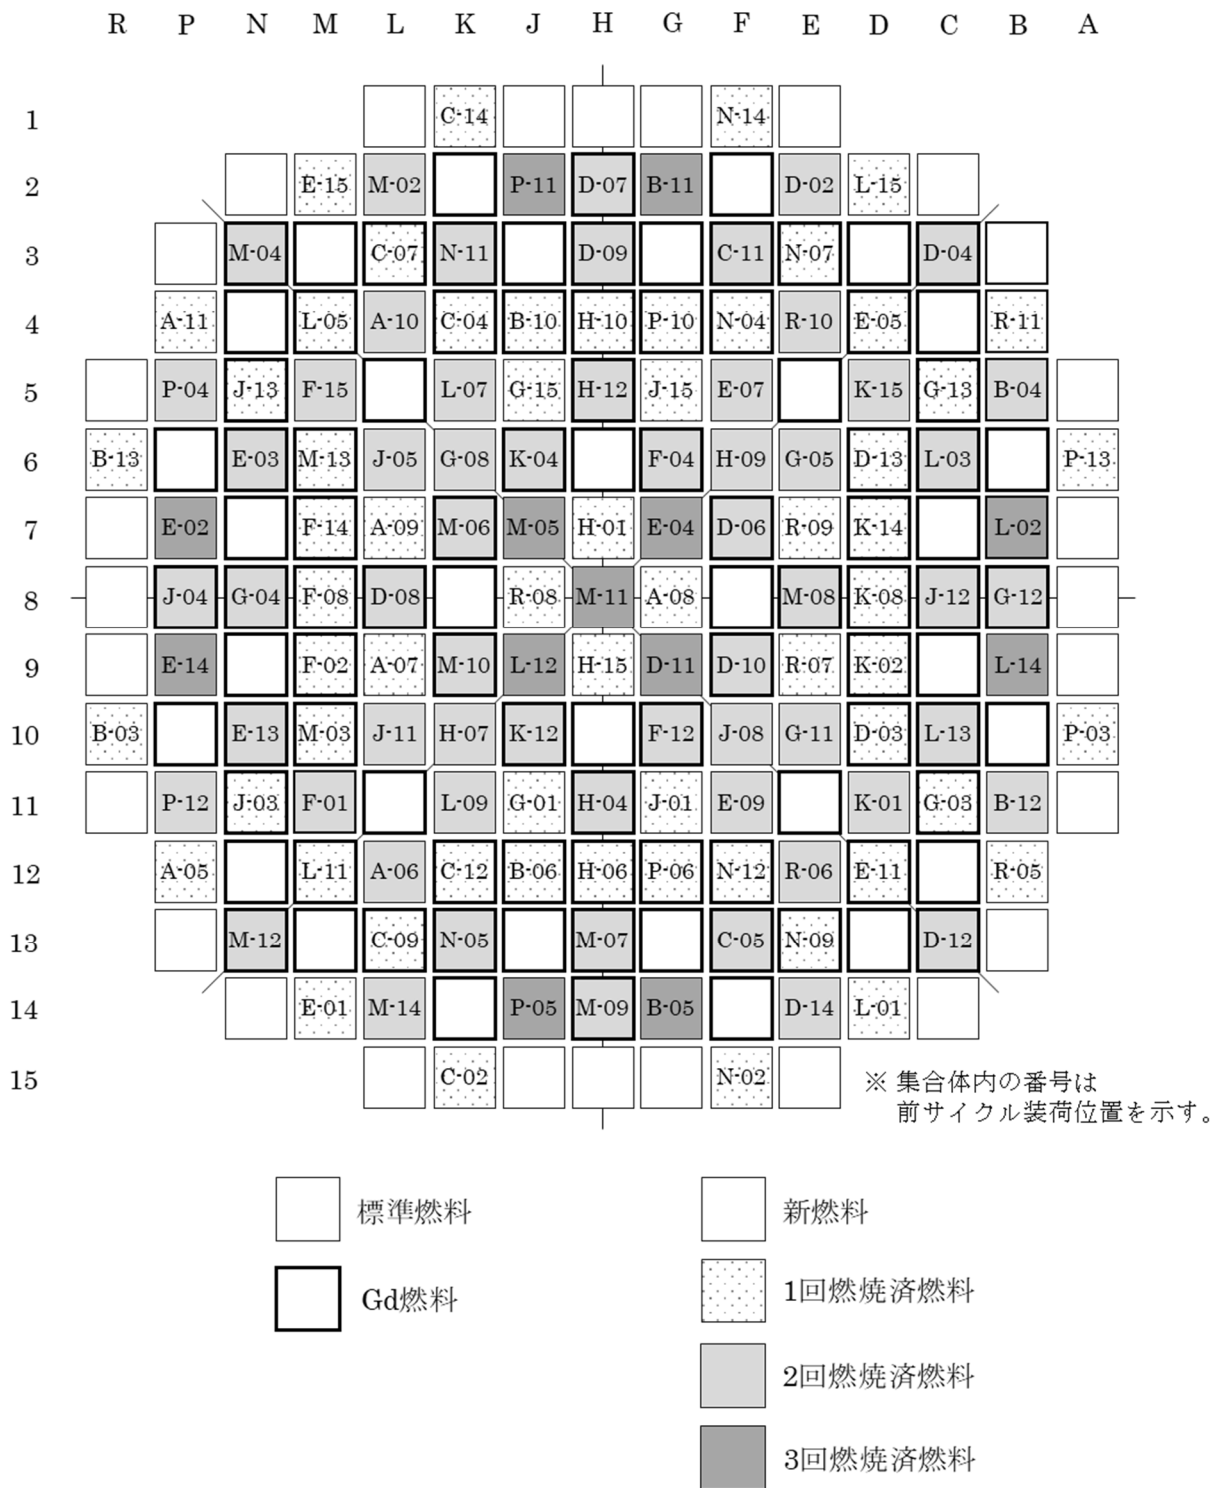 R P N M L K J H G F E D C B A
1 C-14 N-14
2 E-15 M-02 P-11 D-07 B-11 D-02 L-15
3 M-04 C-07 N-11 D-09 C-11 N-07 D-04
4 A-11 L-05 A-10 C-04 B-10 H-10 P-10 N-04 R-10 E-05 R-11
5 P-04 J-13 F-15 L-07 G-15 H-12 J-15 E-07 K-15 G-13 B-04
6 B-13 E-03 M-13 J-05 G-08 K-04 F-04 H-09 G-05 D-13 L-03 P-13
7 E-02 F-14 A-09 M-06 M-05 H-01 E-04 D-06 R-09 K-14 L-02
8 J-04 G-04 F-08 D-08 R-08 M-11 A-08 M-08 K-08 J-12 G-12
9 E-14 F-02 A-07 M-10 L-12 H-15 D-11 D-10 R-07 K-02 L-14
10 B-03 E-13 M-03 J-11 H-07 K-12 F-12 J-08 G-11 D-03 L-13 P-03
11 P-12 J-03 F-01 L-09 G-01 H-04 J-01 E-09 K-01 G-03 B-12
12 A-05 L-11 A-06 C-12 B-06 H-06 P-06 N-12 R-06 E-11 R-05
13 M-12 C-09 N-05 M-07 C-05 N-09 D-12
14 E-01 M-14 P-05 M-09 B-05 D-14 L-01
15 C-02 N-02
※ 集合体内の番号は
前サイクル装荷位置を示す。
標準燃料 新燃料
Gd燃料 1回燃焼済燃料
2回燃焼済燃料
3回燃焼済燃料